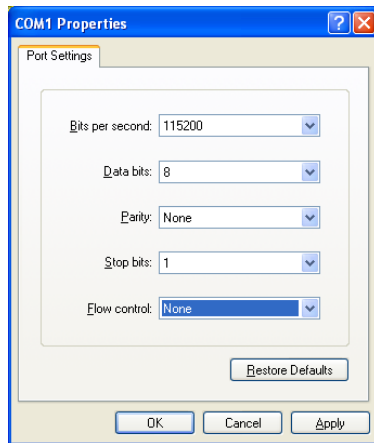 COM1 Properties
Port Settings
Bits per second: 115200
Data bits: 8
Parity: None
Stop bits: 1
Flow control: None
Restore Defaults
OK Cancel Apply